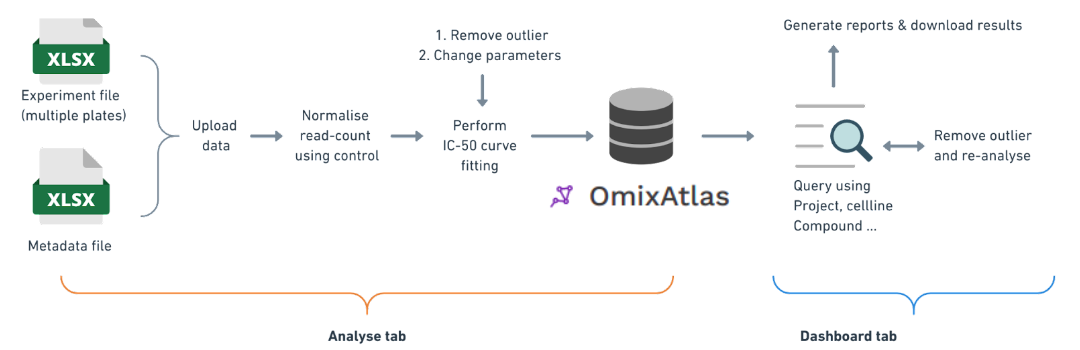 XLSX
Experiment file
(multiple plates)
XLSX
Metadata file
Upload
data
Normalise
read-count
using control
1. Remove outlier
2. Change parameters
Perform
IC-50 curve
fitting
OmixAtlas
Generate reports & download results
Query using
Project, cellline
Compound ...
Remove outlier
and re-analyse
Analyse tab
Dashboard tab